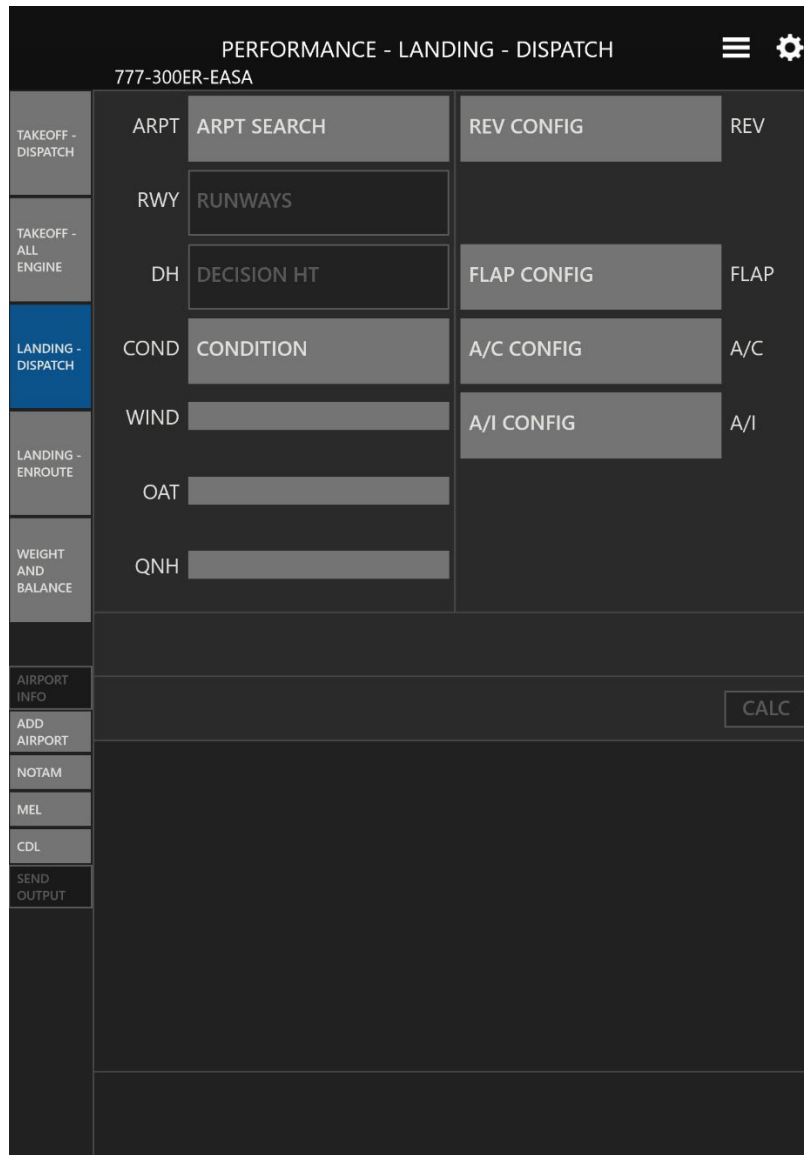 PERFORMANCE - LANDING - DISPATCH
777-300ER-EASA
TAKEOFF -
DISPATCH
TAKEOFF -
ALL
ENGINE
LANDING -
DISPATCH
LANDING -
ENROUTE
WEIGHT
AND
BALANCE
AIRPORT
INFO
ADD
AIRPORT
NOTAM
MEL
CDL
SEND
OUTPUT
ARPT ARPT SEARCH
RWY RUNWAYS
DH DECISION HT
COND CONDITION
WIND
OAT
QNH
REV CONFIG REV
FLAP CONFIG FLAP
A/C CONFIG A/C
A/I CONFIG A/I
CALC